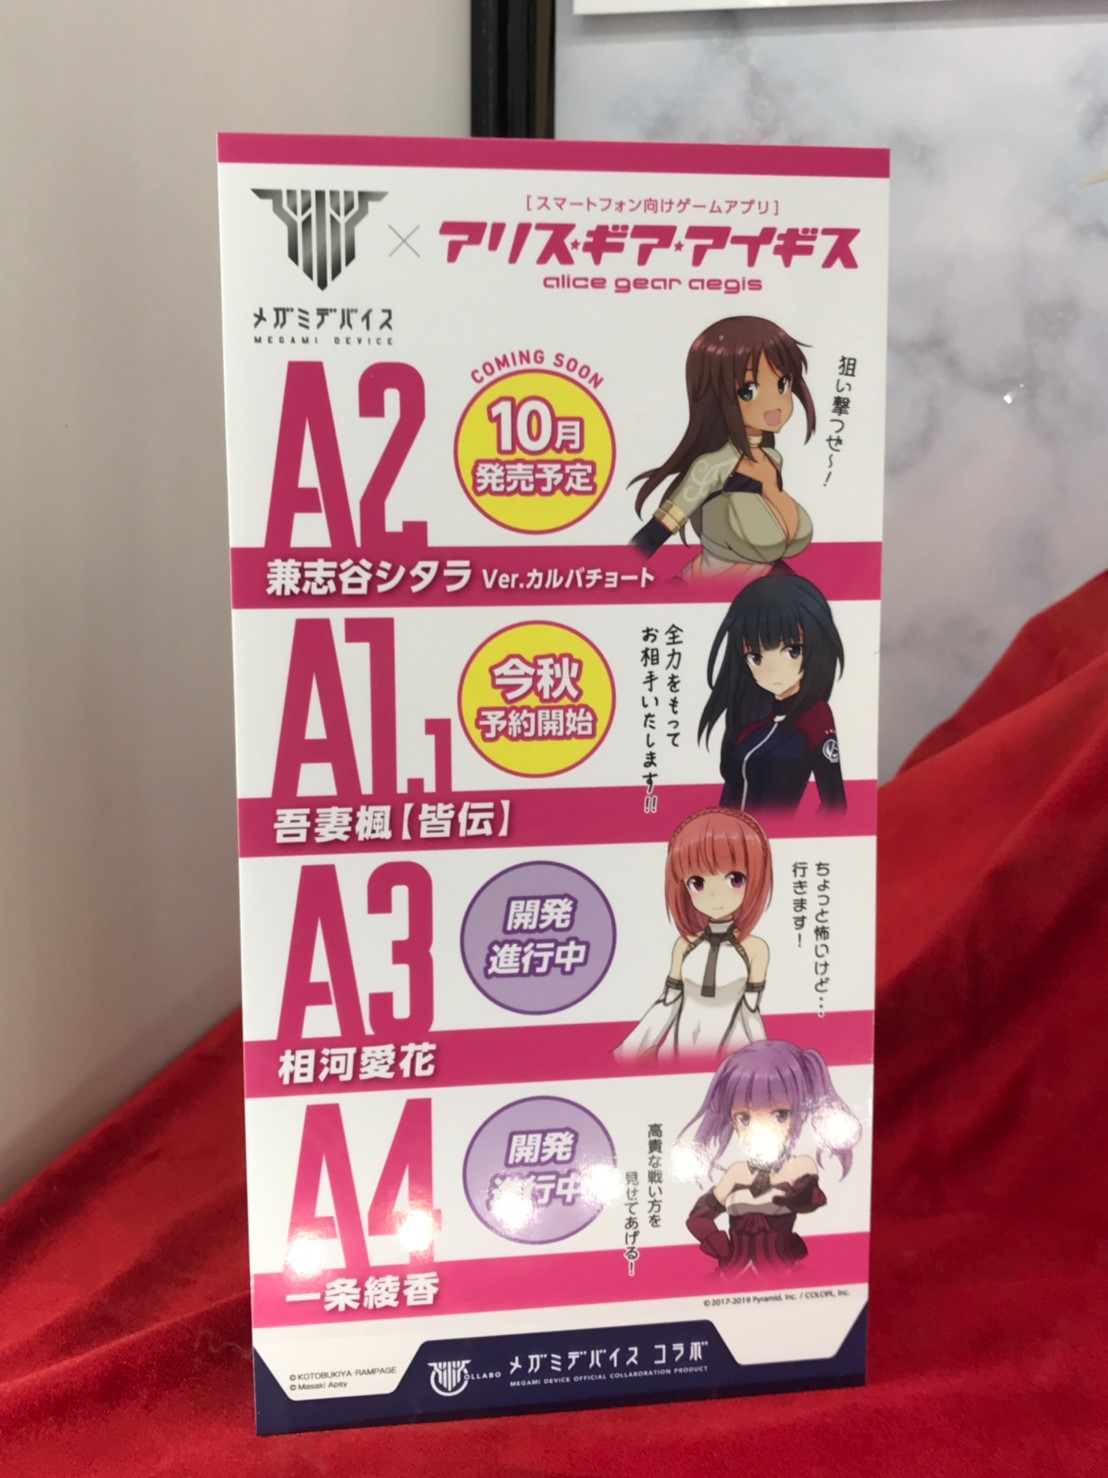 [スマートフォン向けゲームアプリ]
アリス★ギア★アイギス
alice gear aegis
×
メガミデバイス
MEGAMI DEVICE
A2
COMING SOON
10月
発売予定
狙い撃つぜ〜!
兼志谷シタラ Ver.カルバチョート
A1.1
今秋
予約開始
全力をもって
お相手いたします!!
吾妻楓【皆伝】
A3
開発
進行中
ちょっと怖いけど…
行きます!
相河愛花
A4
開発
進行中
高貴な戦い方を
見せてあげる!
一条綾香
©2017-2019 Pyramid, Inc. / COLOPL, Inc.
©KOTOBUKIYA・RAMPAGE
©Masaki Apsy
COLLABO
メガミデバイス コラボ
MEGAMI DEVICE OFFICIAL COLLABORATION PRODUCT